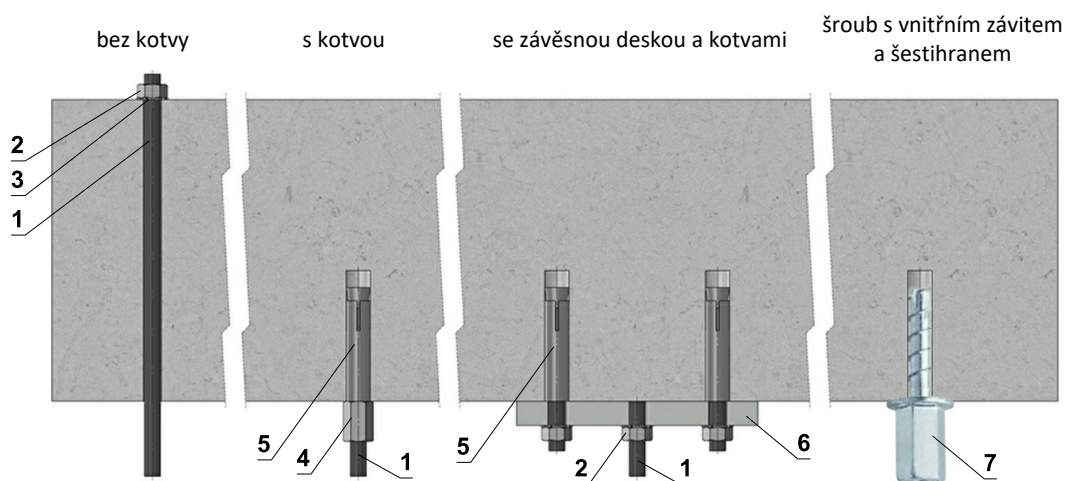 bez kotvy
s kotvou
se závěsnou deskou a kotvami
šroub s vnitřním závitem
a šestihranem
2
3
1
5
4
1
5
2
1
6
7